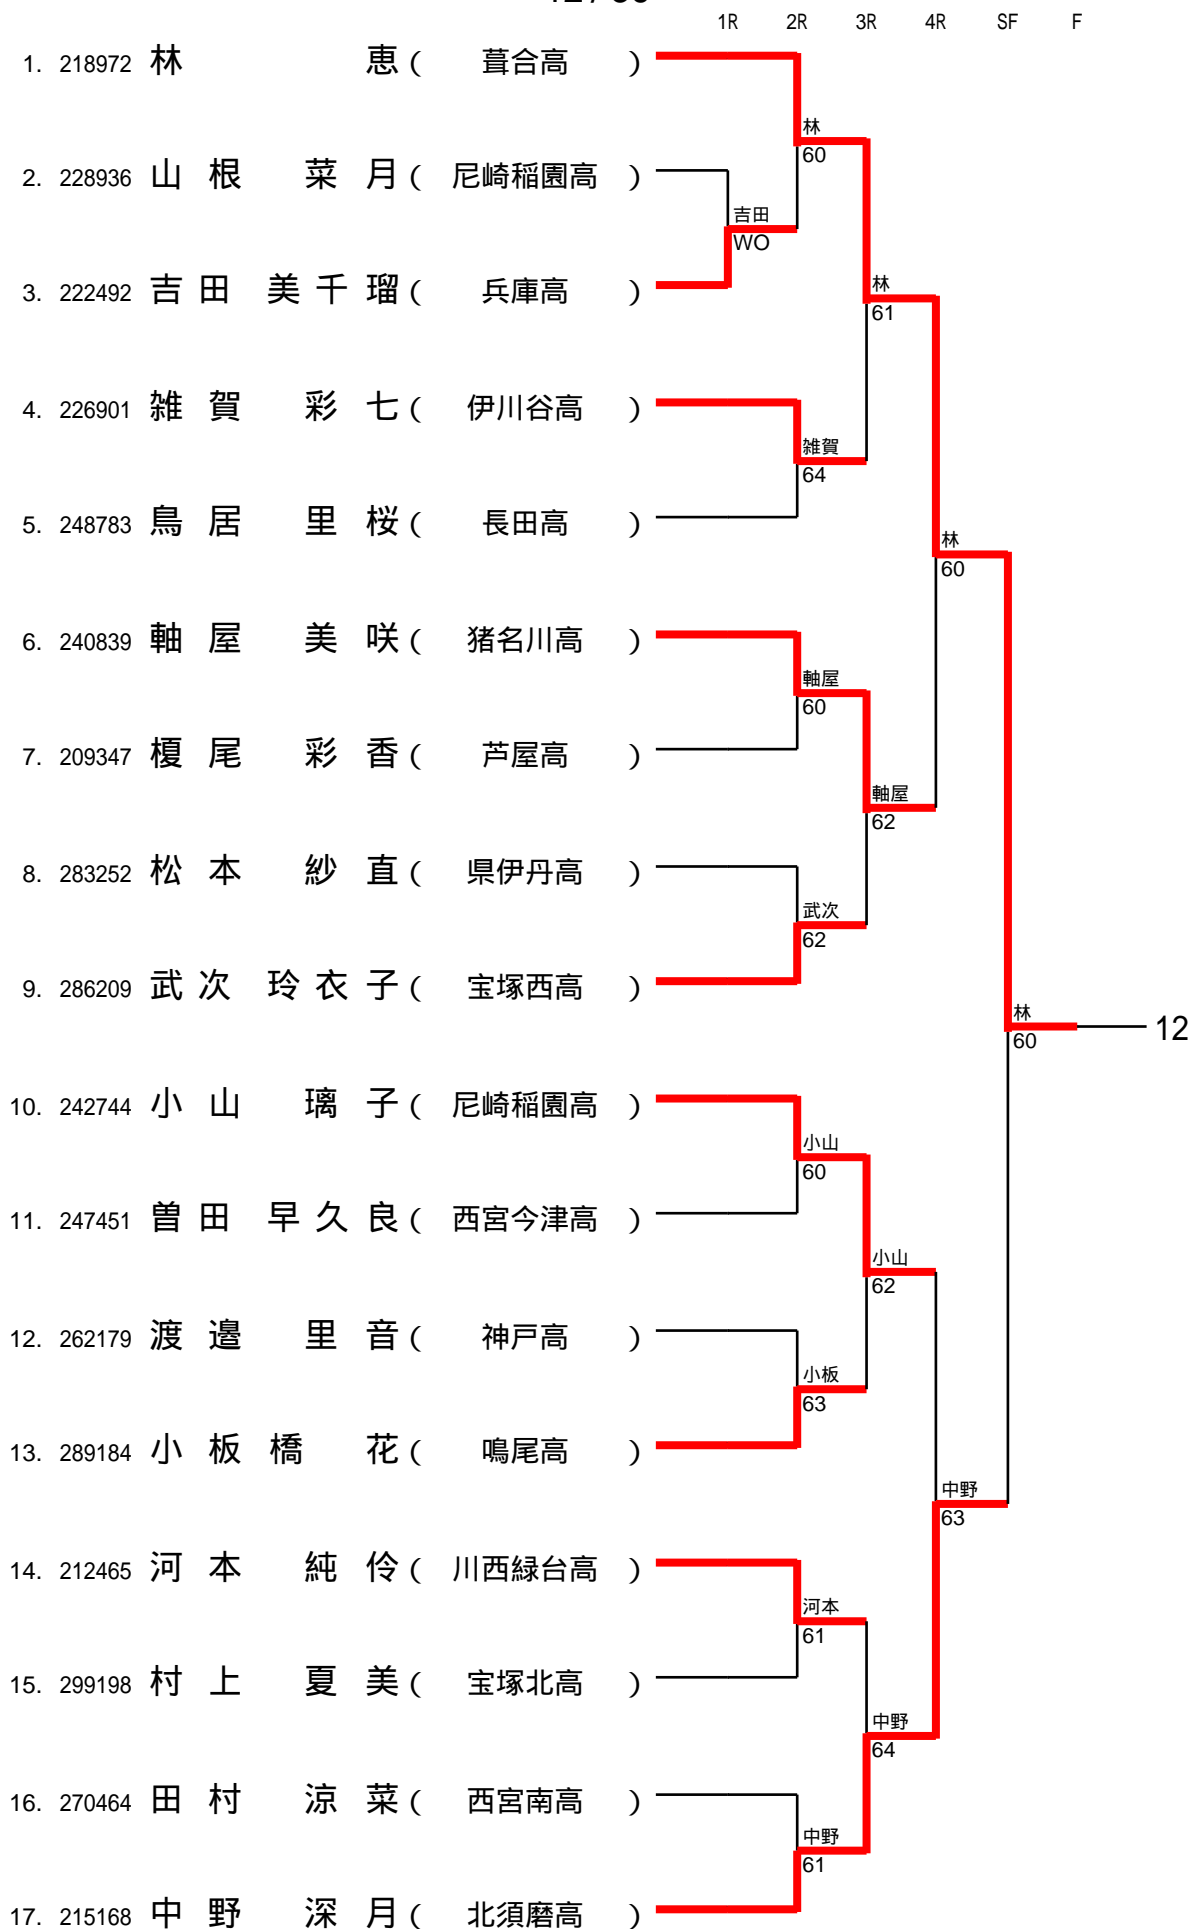 1R 2R 3R 4R SF F
1. 218972 林 恵 ( 葺合高 )
林
60
2. 228936 山根 菜月 ( 尼崎稲園高 )
吉田
WO
3. 222492 吉田 美千瑠 ( 兵庫高 )
林
61
4. 226901 雑賀 彩七 ( 伊川谷高 )
雑賀
64
5. 248783 鳥居 里桜 ( 長田高 )
林
60
6. 240839 軸屋 美咲 ( 猪名川高 )
軸屋
60
7. 209347 榎尾 彩香 ( 芦屋高 )
軸屋
62
8. 283252 松本 紗直 ( 県伊丹高 )
武次
62
9. 286209 武次 玲衣子 ( 宝塚西高 )
林
60
12
10. 242744 小山 璃子 ( 尼崎稲園高 )
小山
60
11. 247451 曽田 早久良 ( 西宮今津高 )
小山
62
12. 262179 渡邉 里音 ( 神戸高 )
小板
63
13. 289184 小板橋 花 ( 鳴尾高 )
中野
63
14. 212465 河本 純伶 ( 川西緑台高 )
河本
61
15. 299198 村上 夏美 ( 宝塚北高 )
中野
64
16. 270464 田村 涼菜 ( 西宮南高 )
中野
61
17. 215168 中野 深月 ( 北須磨高 )